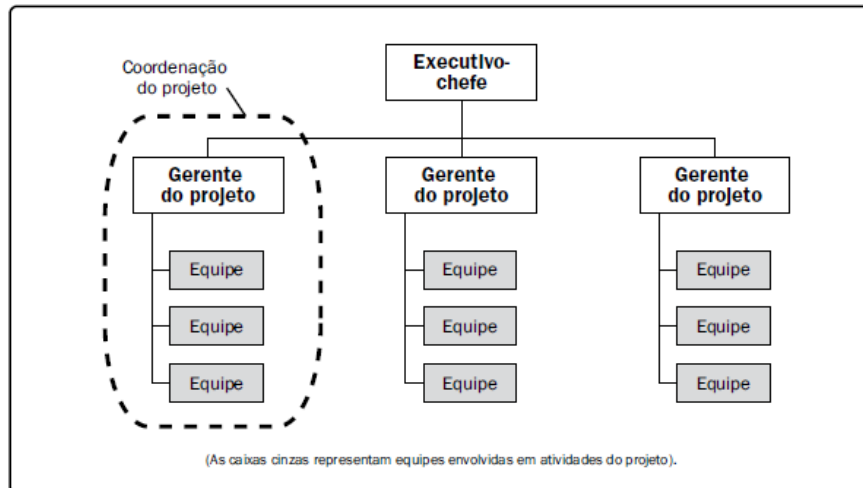 Coordenação
do projeto
Executivo-
chefe
Gerente
do projeto
Gerente
do projeto
Gerente
do projeto
Equipe
Equipe
Equipe
Equipe
Equipe
Equipe
Equipe
Equipe
Equipe
(As caixas cinzas representam equipes envolvidas em atividades do projeto).